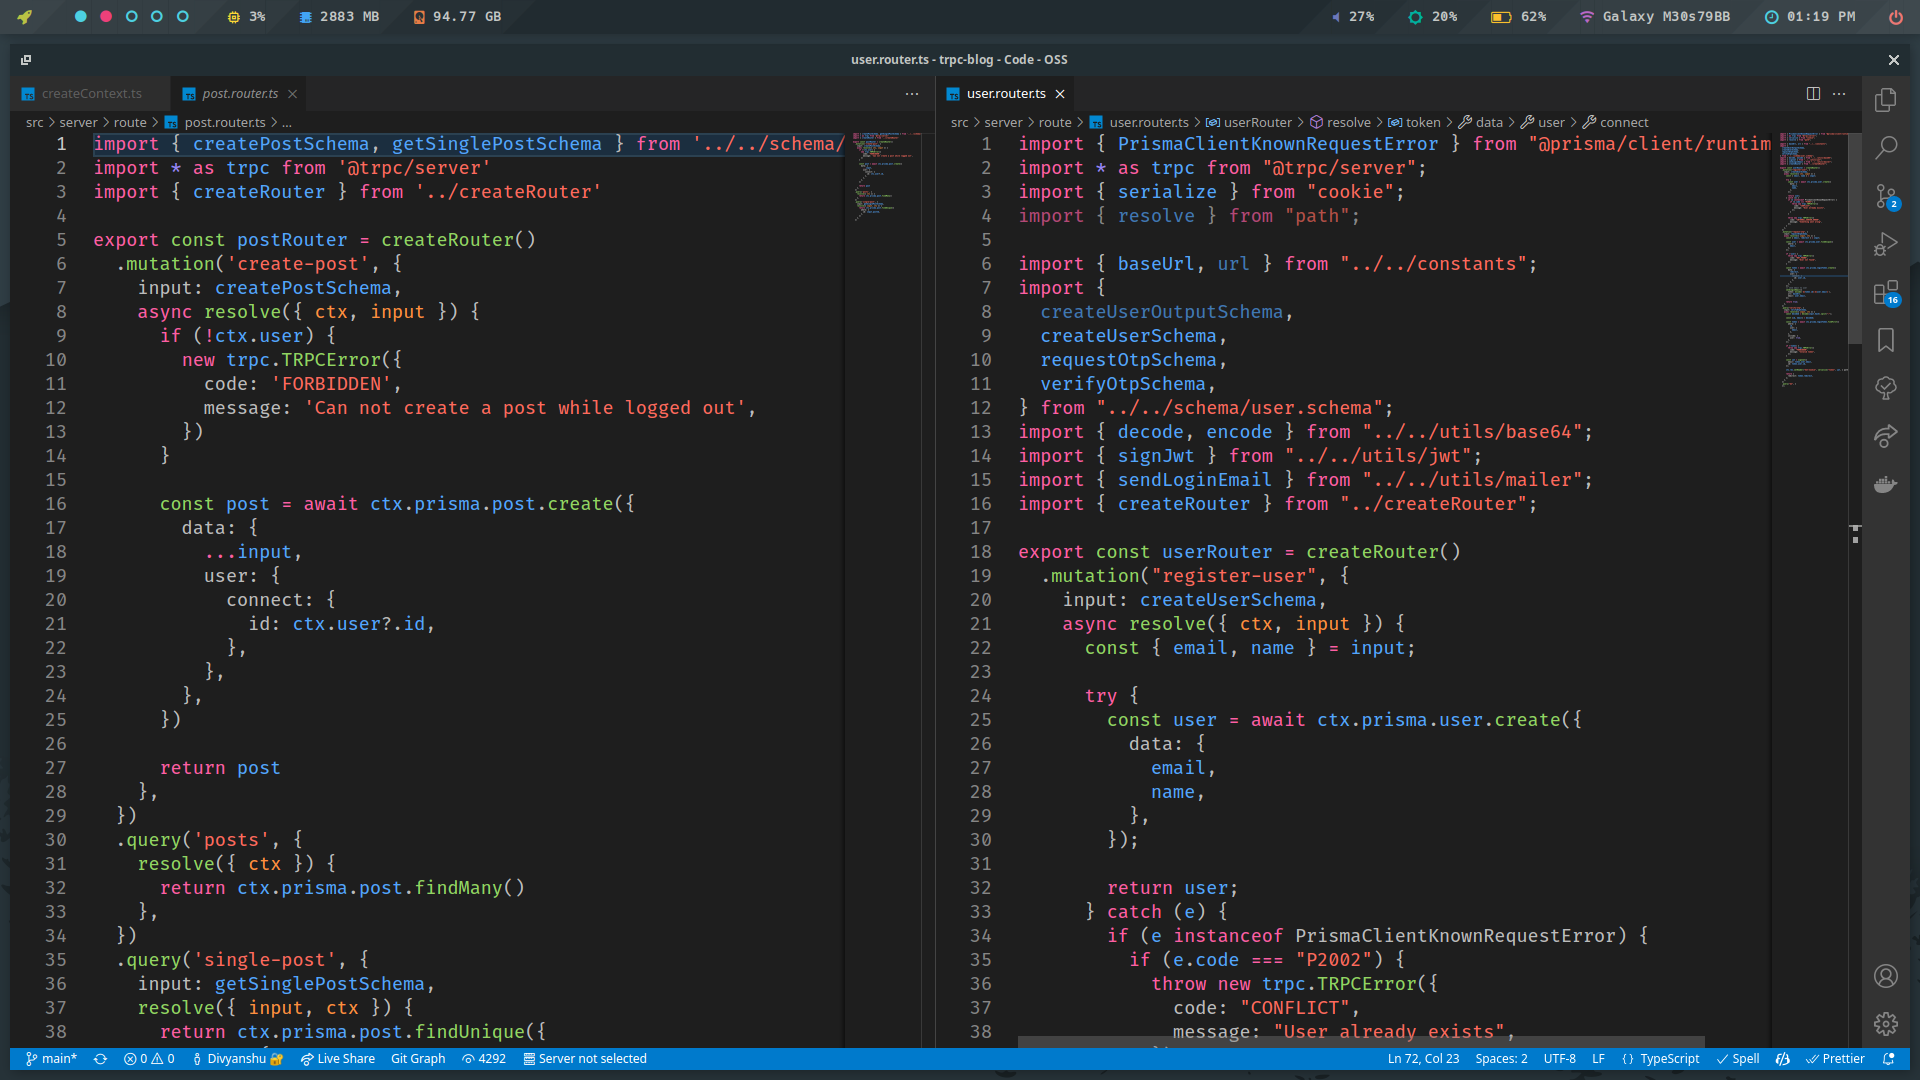 3% 2883 MB 94.77 GB 27% 20% 62% Galaxy M30s79BB 01:19 PM
user.router.ts - trpc-blog - Code - OSS
TS createContext.ts TS post.router.ts ···
src > server > route > TS post.router.ts > ...
1 import { createPostSchema, getSinglePostSchema } from '../../schema/
2 import * as trpc from '@trpc/server'
3 import { createRouter } from '../createRouter'
4
5 export const postRouter = createRouter()
6 .mutation('create-post', {
7 input: createPostSchema,
8 async resolve({ ctx, input }) {
9 if (!ctx.user) {
10 new trpc.TRPCError({
11 code: 'FORBIDDEN',
12 message: 'Can not create a post while logged out',
13 })
14 }
15
16 const post = await ctx.prisma.post.create({
17 data: {
18 ...input,
19 user: {
20 connect: {
21 id: ctx.user?.id,
22 },
23 },
24 },
25 })
26
27 return post
28 },
29 })
30 .query('posts', {
31 resolve({ ctx }) {
32 return ctx.prisma.post.findMany()
33 },
34 })
35 .query('single-post', {
36 input: getSinglePostSchema,
37 resolve({ input, ctx }) {
38 return ctx.prisma.post.findUnique({
TS user.router.ts ···
src > server > route > TS user.router.ts > userRouter > resolve > token > data > user > connect
1 import { PrismaClientKnownRequestError } from "@prisma/client/runtim
2 import * as trpc from "@trpc/server";
3 import { serialize } from "cookie";
4 import { resolve } from "path";
5
6 import { baseUrl, url } from "../../constants";
7 import {
8 createUserOutputSchema,
9 createUserSchema,
10 requestOtpSchema,
11 verifyOtpSchema,
12 } from "../../schema/user.schema";
13 import { decode, encode } from "../../utils/base64";
14 import { signJwt } from "../../utils/jwt";
15 import { sendLoginEmail } from "../../utils/mailer";
16 import { createRouter } from "../createRouter";
17
18 export const userRouter = createRouter()
19 .mutation("register-user", {
20 input: createUserSchema,
21 async resolve({ ctx, input }) {
22 const { email, name } = input;
23
24 try {
25 const user = await ctx.prisma.user.create({
26 data: {
27 email,
28 name,
29 },
30 });
31
32 return user;
33 } catch (e) {
34 if (e instanceof PrismaClientKnownRequestError) {
35 if (e.code === "P2002") {
36 throw new trpc.TRPCError({
37 code: "CONFLICT",
38 message: "User already exists",
2
16
main* 0 0 Divyanshu Live Share Git Graph 4292 Server not selected Ln 72, Col 23 Spaces: 2 UTF-8 LF { } TypeScript Spell Prettier